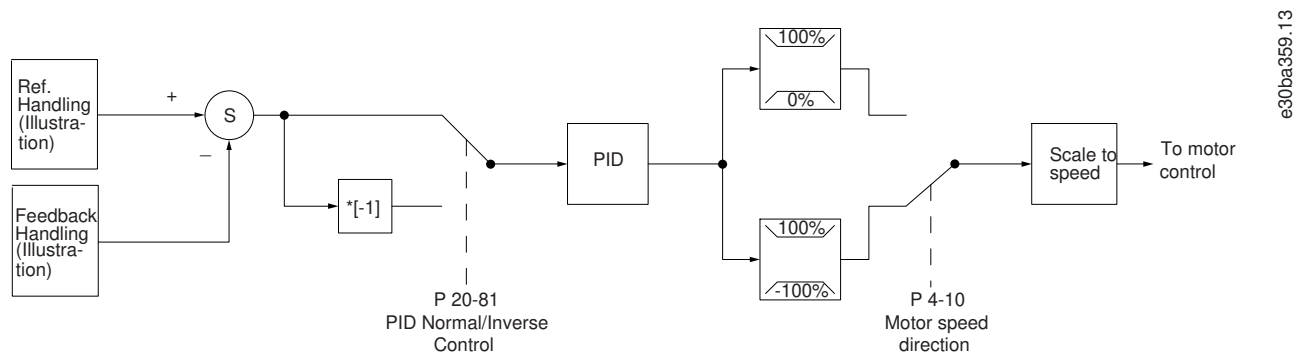 e30ba359.13
Ref.
Handling
(Illustra-
tion)
+
S
_
Feedback
Handling
(Illustra-
tion)
*[-1]
P 20-81
PID Normal/Inverse
Control
PID
100%
0%
100%
-100%
P 4-10
Motor speed
direction
Scale to
speed
To motor
control